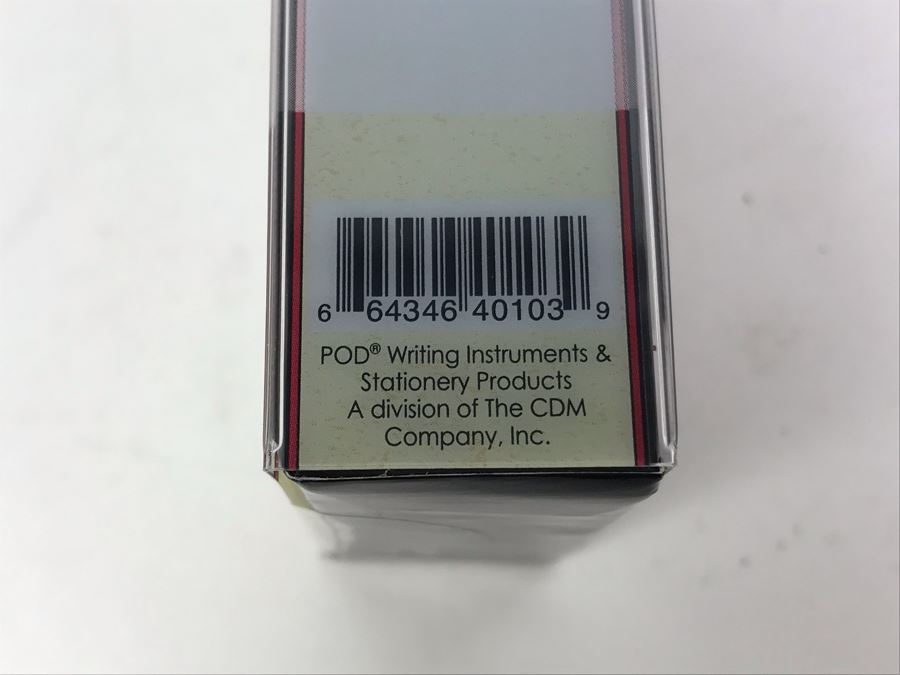 6 64346 40103 9
POD® Writing Instruments &
Stationery Products
A division of The CDM
Company, Inc.